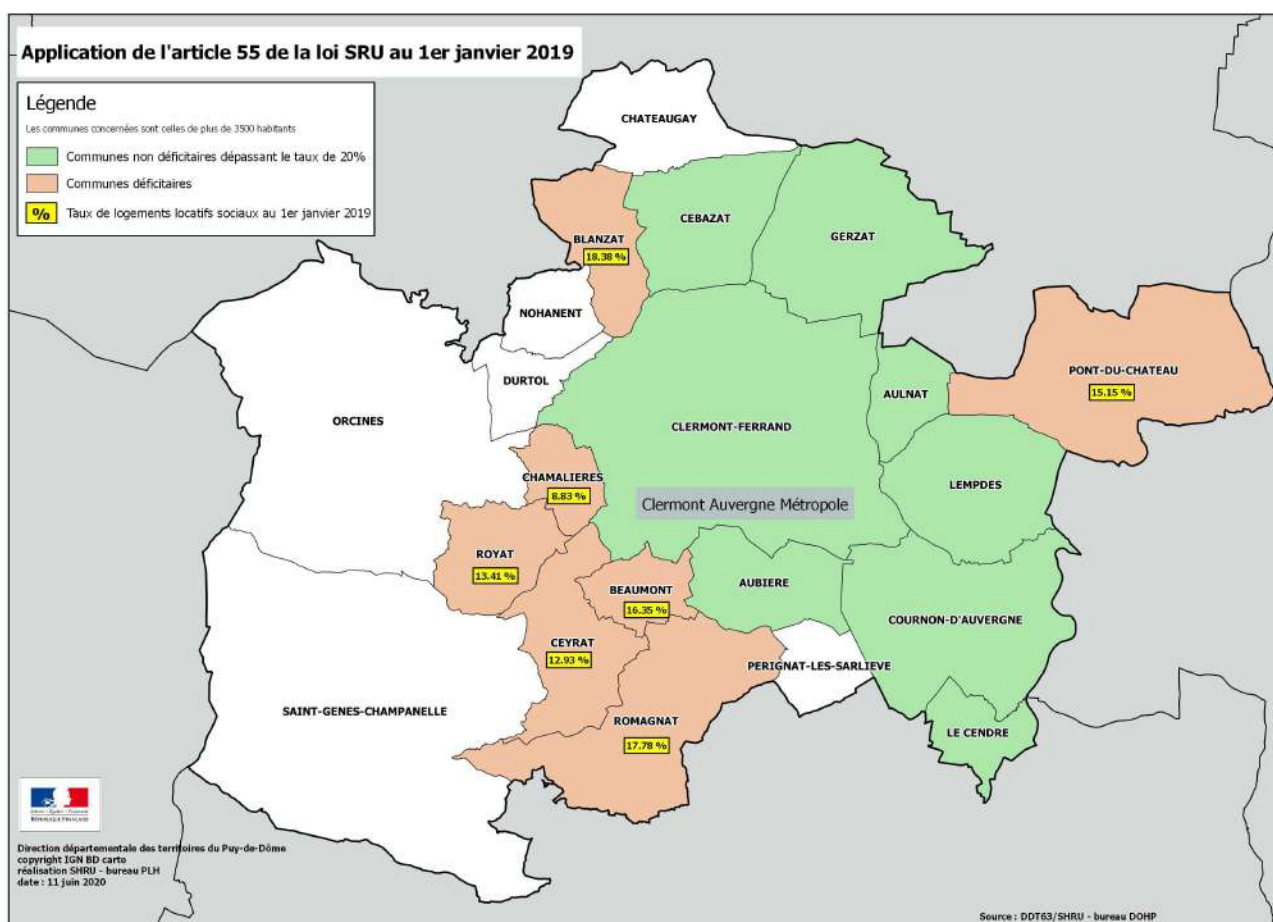 Application de l'article 55 de la loi SRU au 1er janvier 2019
Légende
Les communes concernées sont celles de plus de 3500 habitants
Communes non déficitaires dépassant le taux de 20%
Communes déficitaires
% Taux de logements locatifs sociaux au 1er janvier 2019
CHATEAUGAY
CEBAZAT
GERZAT
BLANZAT
18.38 %
NOHANENT
DURTOL
PONT-DU-CHATEAU
15.15 %
AULNAT
ORCINES
CLERMONT-FERRAND
CHAMALIERES
8.83 %
LEMPDES
Clermont Auvergne Métropole
ROYAT
13.41 %
BEAUMONT
16.35 %
AUBIERE
COURNON-D'AUVERGNE
CEYRAT
12.93 %
PERIGNAT-LES-SARLIEVE
SAINT-GENES-CHAMPANELLE
ROMAGNAT
17.78 %
LE CENDRE
RÉPUBLIQUE FRANÇAISE
Direction départementale des territoires du Puy-de-Dôme
copyright IGN BD carto
réalisation SHRU - bureau PLH
date : 11 juin 2020
Source : DDT63/SHRU - bureau DOHP